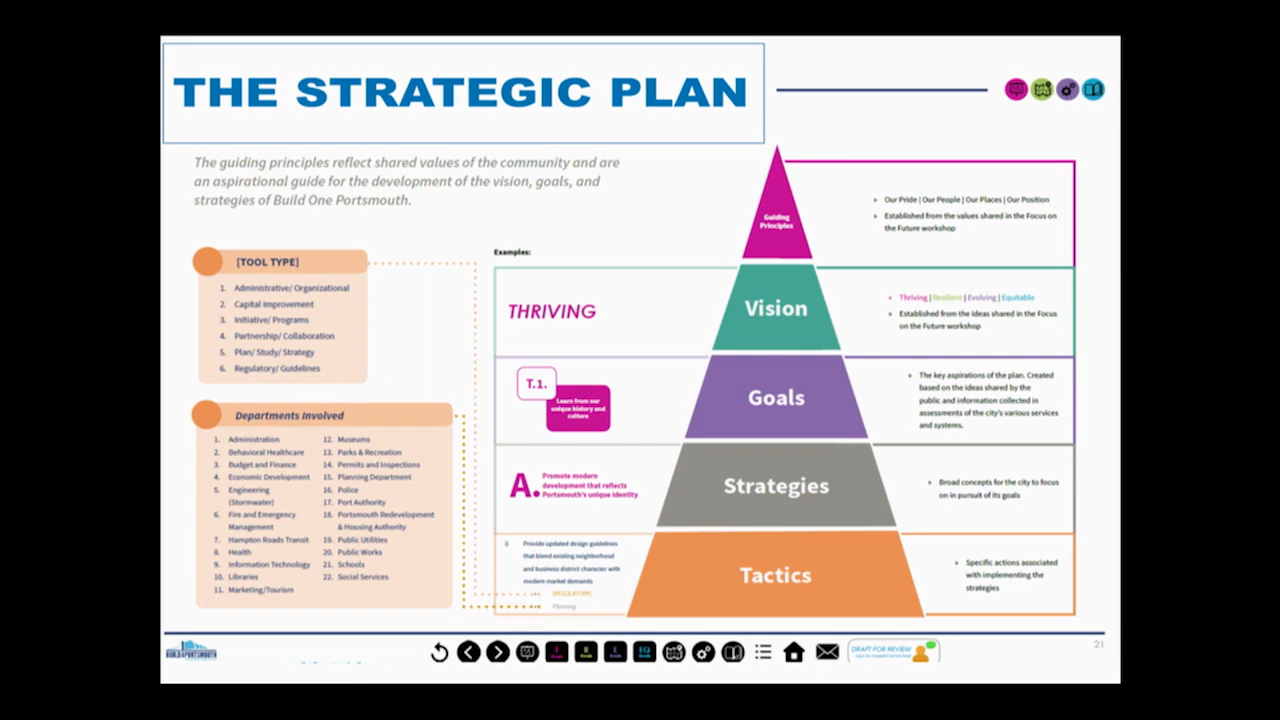 THE STRATEGIC PLAN
The guiding principles reflect shared values of the community and are
an aspirational guide for the development of the vision, goals, and
strategies of Build One Portsmouth.
[TOOL TYPE]
1. Administrative/ Organizational
2. Capital Improvement
3. Initiative/ Programs
4. Partnership/ Collaboration
5. Plan/ Study/ Strategy
6. Regulatory/ Guidelines
Departments Involved
1. Administration
2. Behavioral Healthcare
3. Budget and Finance
4. Economic Development
5. Engineering
(Stormwater)
6. Fire and Emergency
Management
7. Hampton Roads Transit
8. Health
9. Information Technology
10. Libraries
11. Marketing/Tourism
12. Museums
13. Parks & Recreation
14. Permits and Inspections
15. Planning Department
16. Police
17. Port Authority
18. Portsmouth Redevelopment
& Housing Authority
19. Public Utilities
20. Public Works
21. Schools
22. Social Services
Examples:
Guiding
Principles
• Our Pride | Our People | Our Places | Our Position
• Established from the values shared in the Focus on
the Future workshop
THRIVING
Vision
• Thriving | Resilient | Evolving | Equitable
• Established from the ideas shared in the Focus
on the Future workshop
T.1.
Learn from our
unique history and
culture
Goals
• The key aspirations of the plan. Created
based on the ideas shared by the
public and information collected in
assessments of the city's various services
and systems.
A.
Promote modern
development that reflects
Portsmouth's unique identity
Strategies
• Broad concepts for the city to focus
on in pursuit of its goals
Provide updated design guidelines
that blend existing neighborhood
and business district character with
modern market demands
REGULATORY
Planning
Tactics
• Specific actions associated
with implementing the
strategies
BUILD PORTSMOUTH
DRAFT FOR REVIEW
21